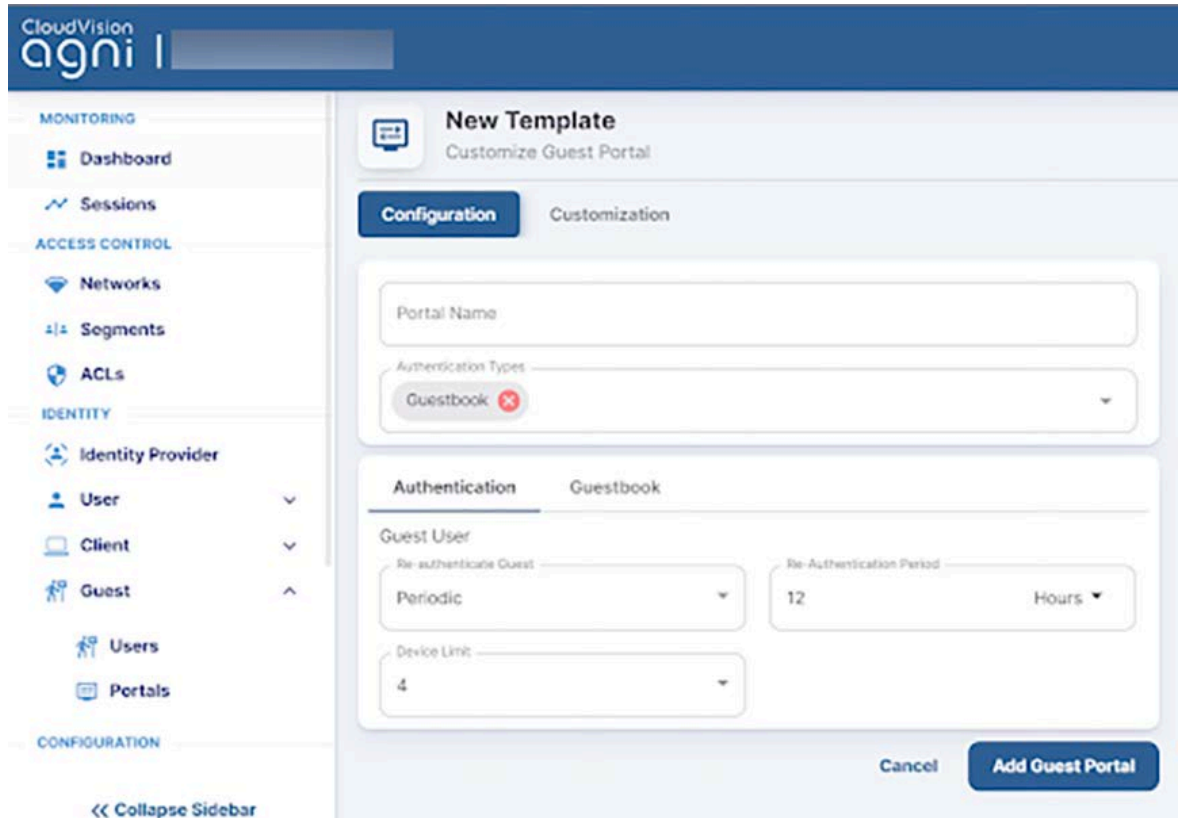 CloudVision
agni |
MONITORING
Dashboard
Sessions
ACCESS CONTROL
Networks
Segments
ACLs
IDENTITY
Identity Provider
User
Client
Guest
Users
Portals
CONFIGURATION
<< Collapse Sidebar
New Template
Customize Guest Portal
Configuration Customization
Portal Name
Authentication Types
Guestbook
Authentication Guestbook
Guest User
Re-authenticate Guest
Periodic
Re-Authentication Period
12 Hours
Device Limit
4
Cancel Add Guest Portal